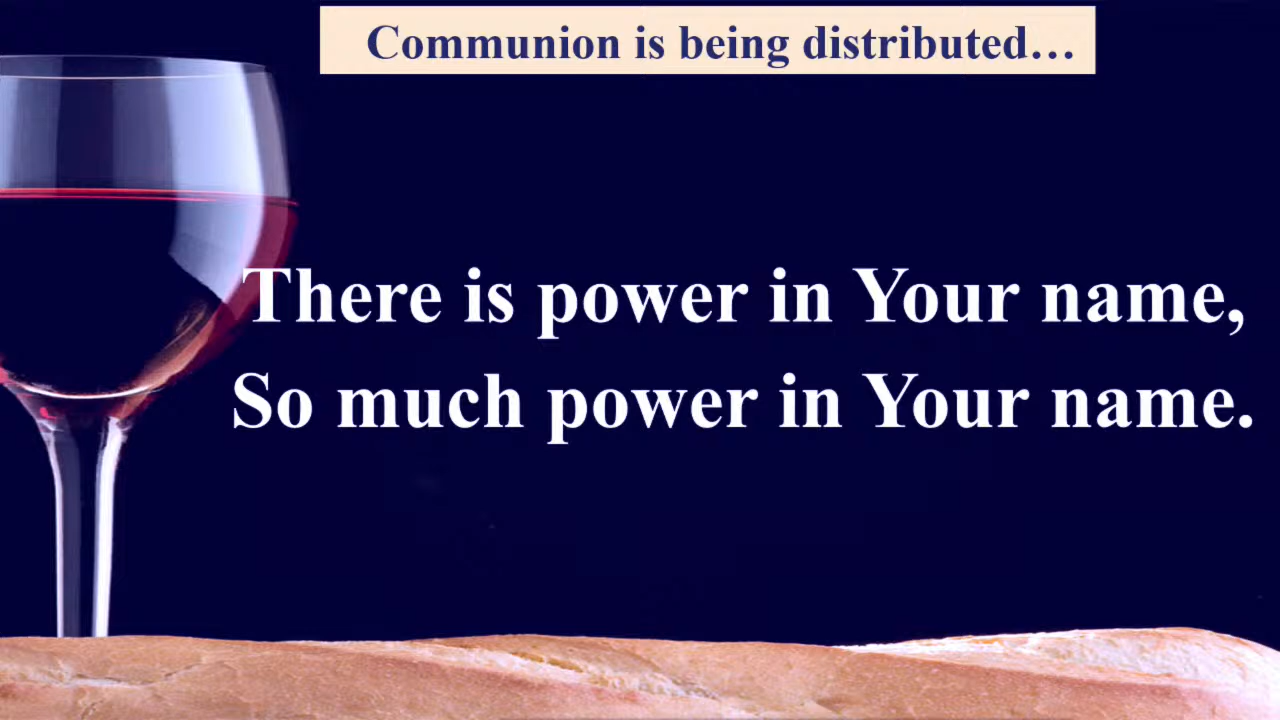 Communion is being distributed…
There is power in Your name,
So much power in Your name.